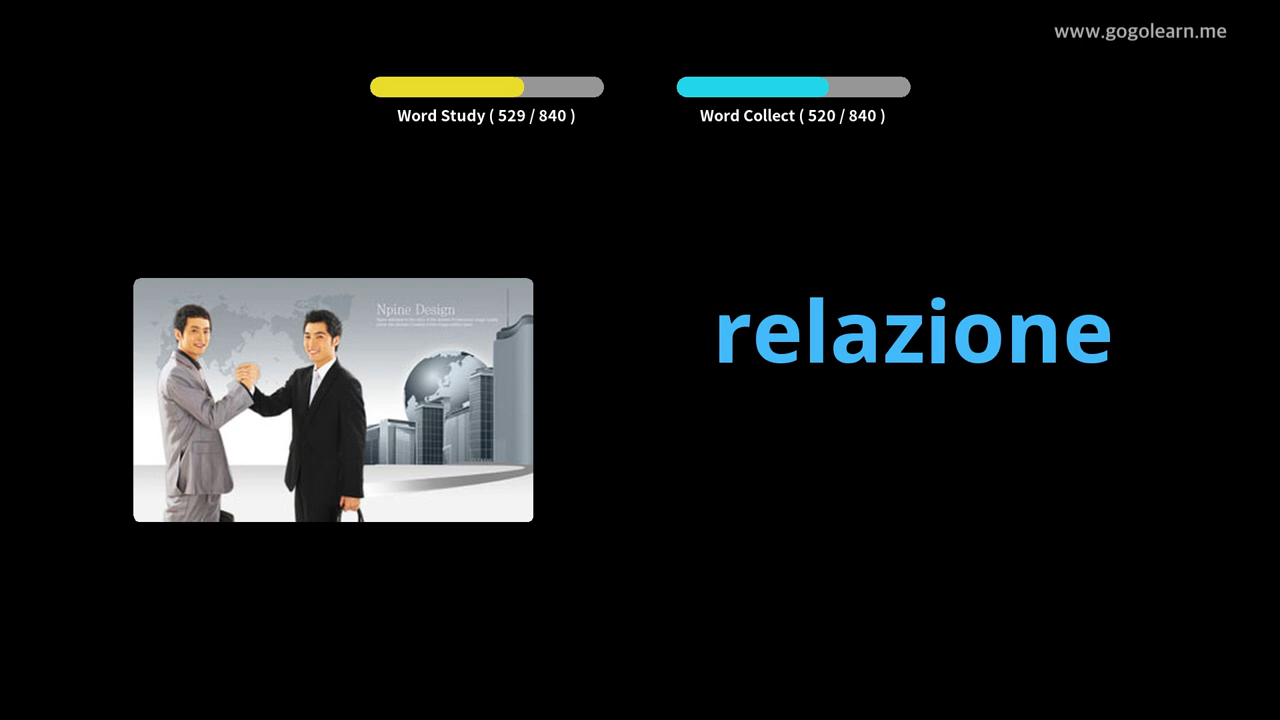 www.gogolearn.me
Word Study ( 529 / 840 )
Word Collect ( 520 / 840 )
Npine Design
relazione